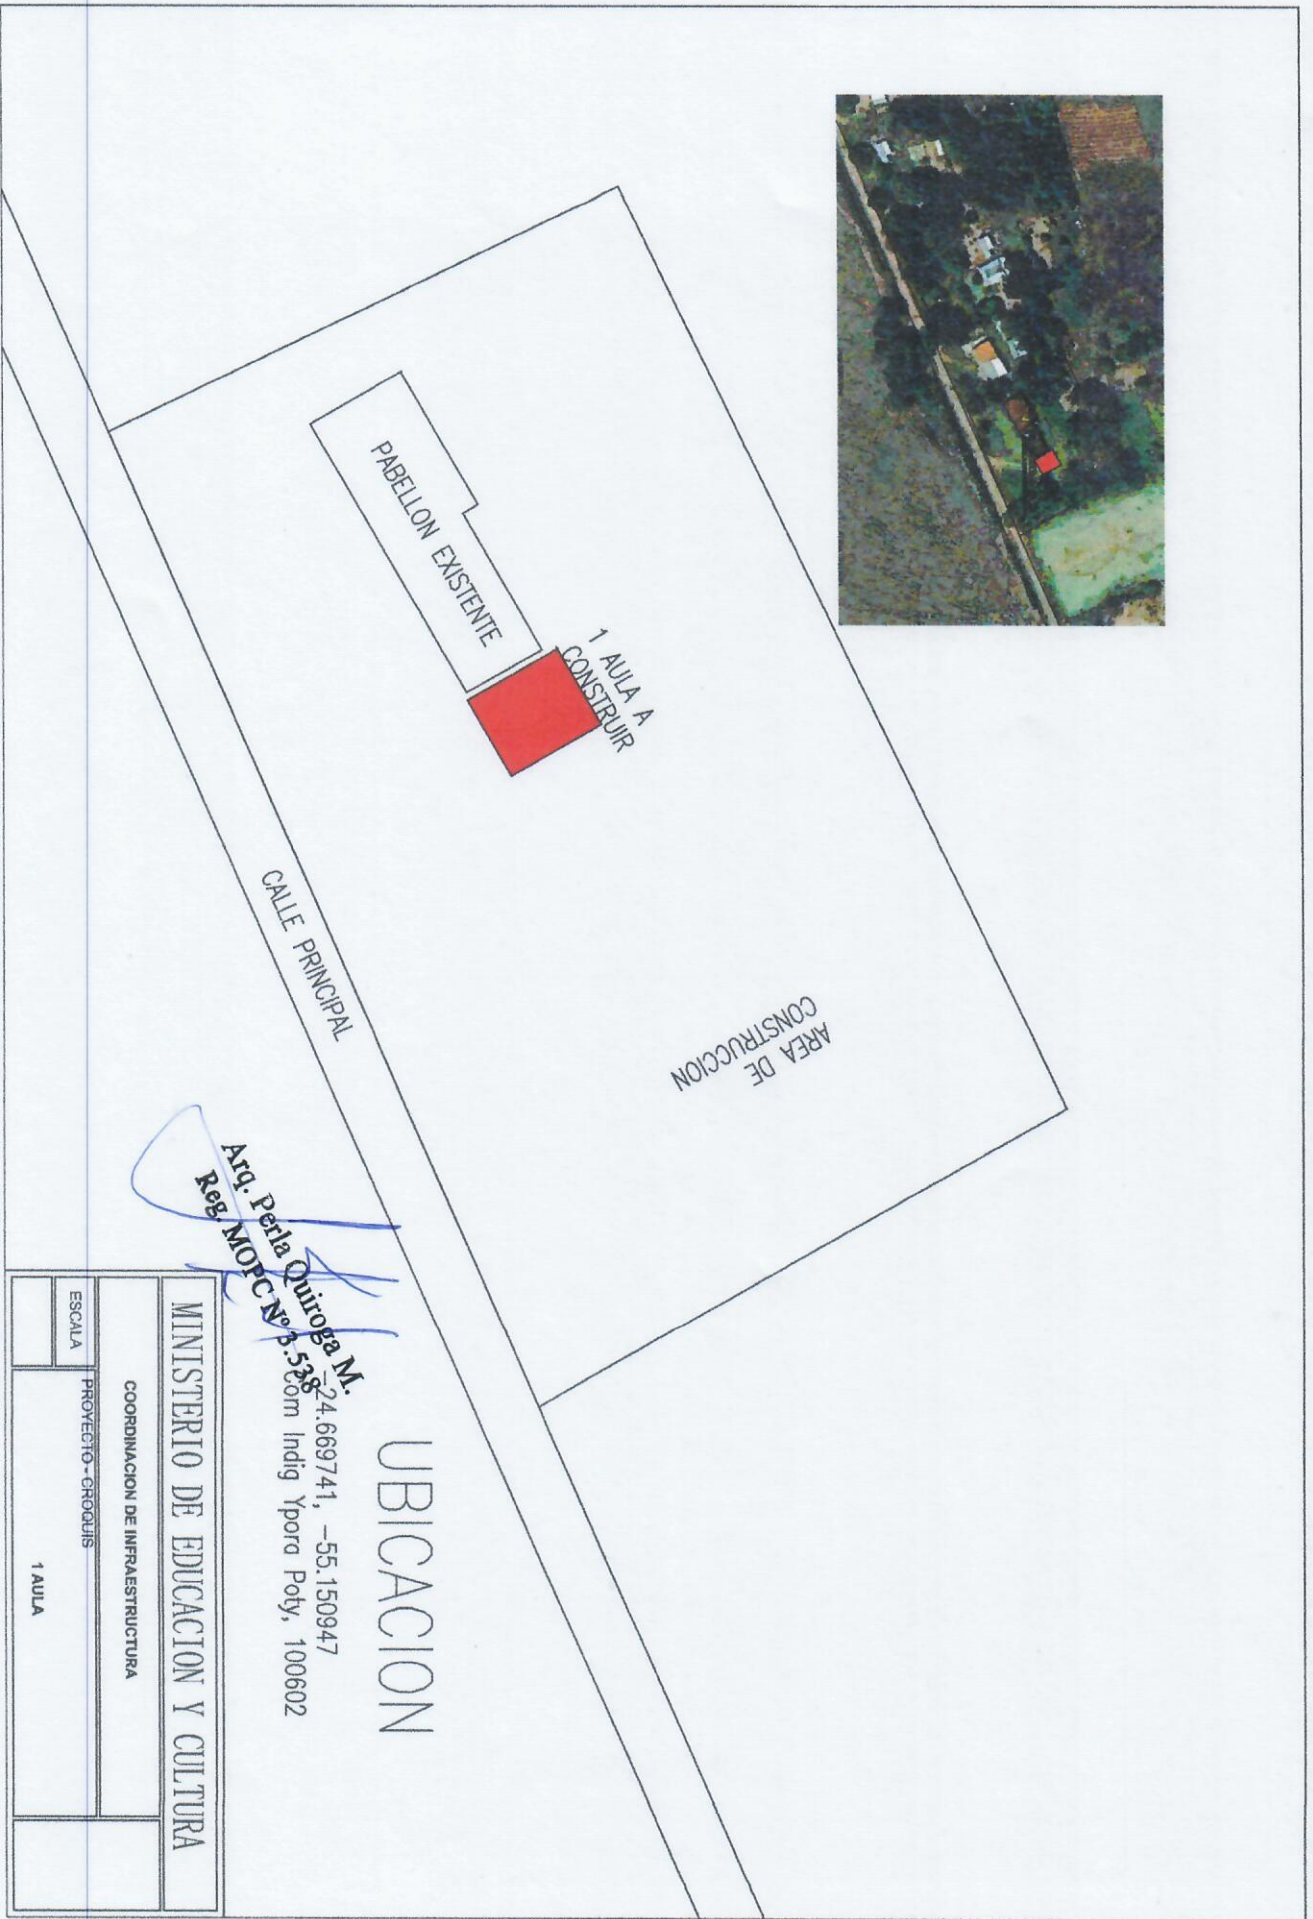 PABELLON EXISTENTE
1 AULA A
CONSTRUIR
AREA DE
CONSTRUCCION
CALLE PRINCIPAL
UBICACION
-24.669741, -55.150947
Com Indig Ypora Poty, 100602
Arq. Perla Quiroga M.
Reg. MOPC Nº 3.538
MINISTERIO DE EDUCACION Y CULTURA
COORDINACION DE INFRAESTRUCTURA
ESCALA
PROYECTO - CROQUIS
1 AULA